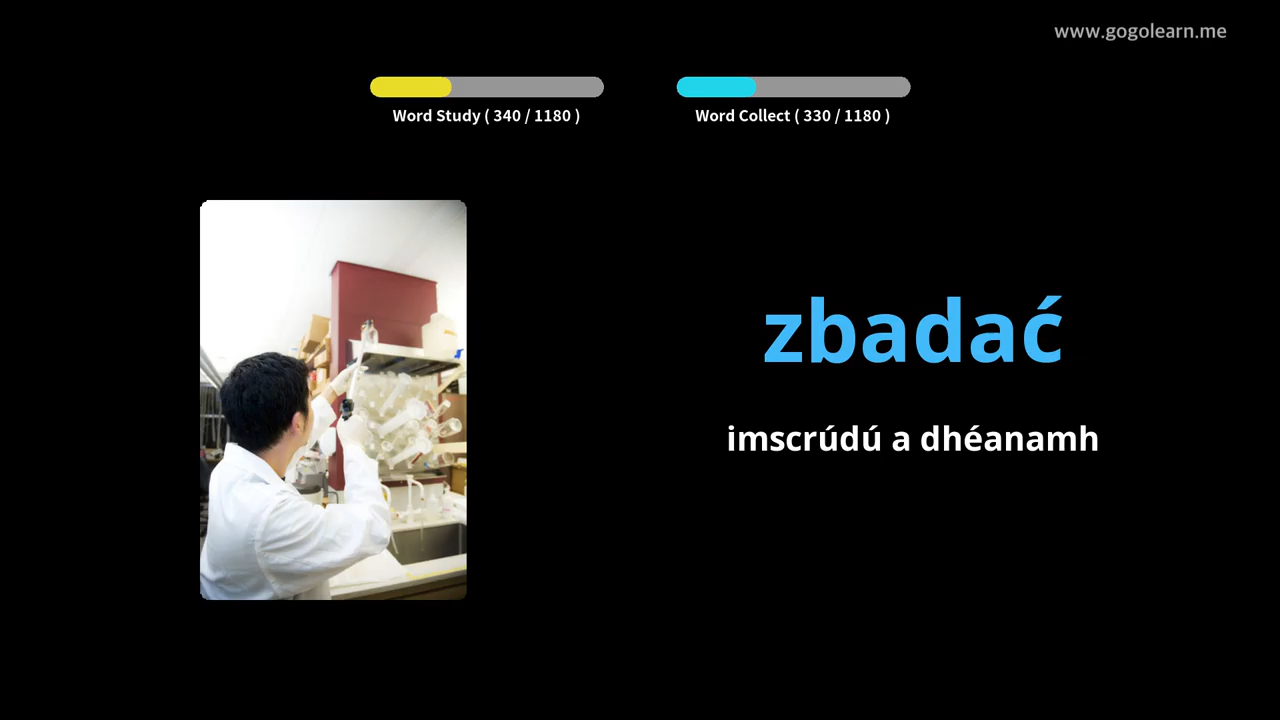 www.gogolearn.me
Word Study ( 340 / 1180 )
Word Collect ( 330 / 1180 )
zbadać
imscrúdú a dhéanamh